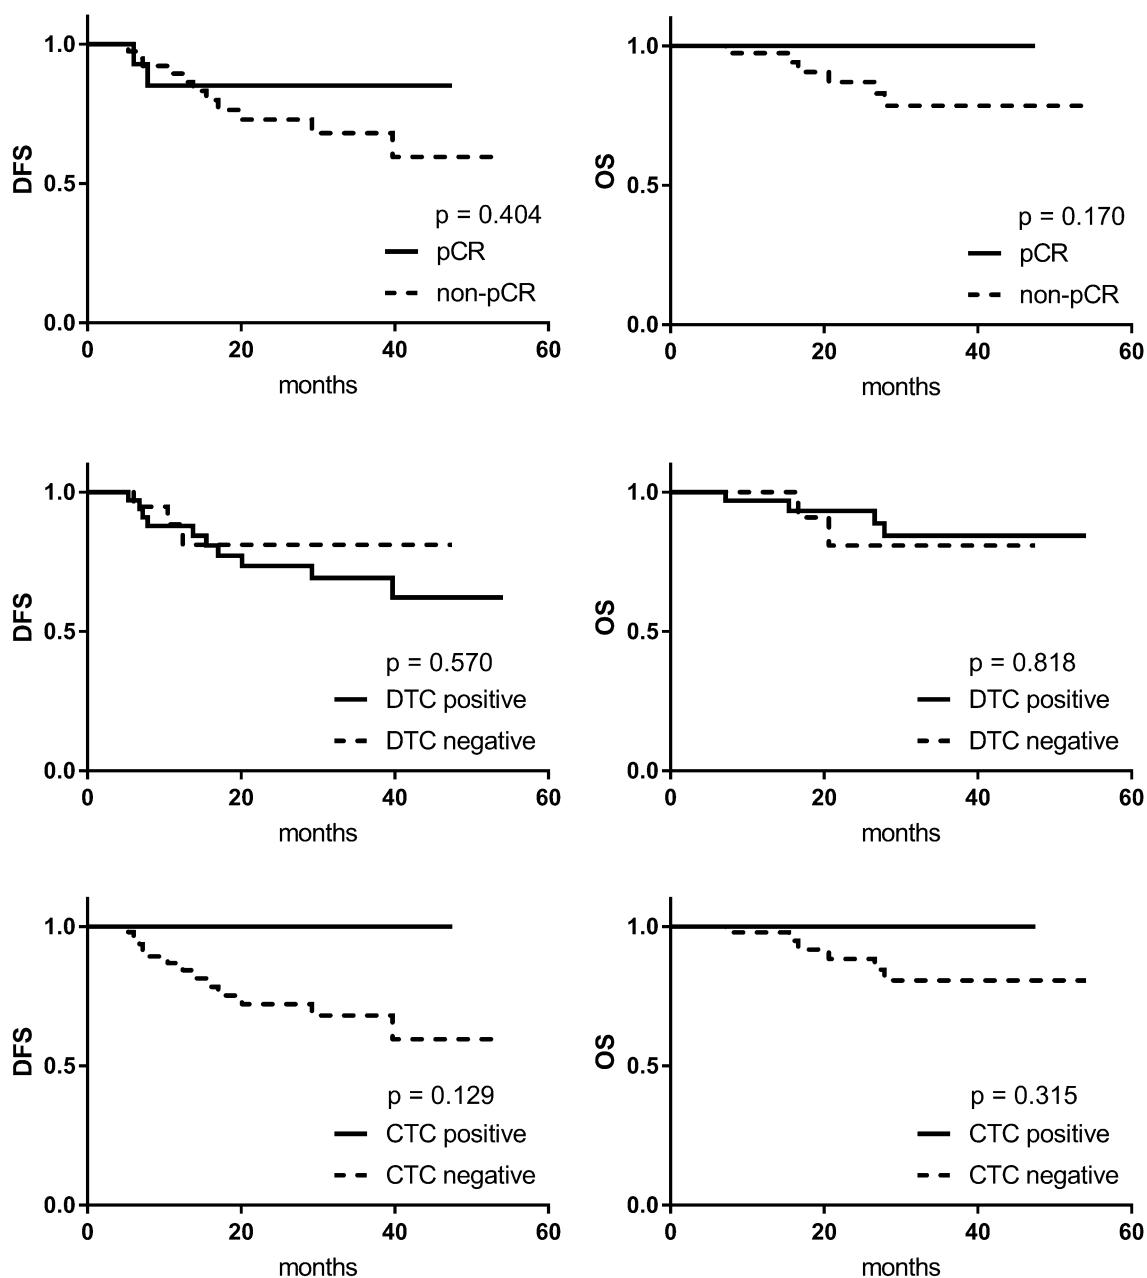 1.0
DFS
0.5
p = 0.404
pCR
non-pCR
0.0
0 20 40 60
months
1.0
OS
0.5
p = 0.170
pCR
non-pCR
0.0
0 20 40 60
months
1.0
DFS
0.5
p = 0.570
DTC positive
DTC negative
0.0
0 20 40 60
months
1.0
OS
0.5
p = 0.818
DTC positive
DTC negative
0.0
0 20 40 60
months
1.0
DFS
0.5
p = 0.129
CTC positive
CTC negative
0.0
0 20 40 60
months
1.0
OS
0.5
p = 0.315
CTC positive
CTC negative
0.0
0 20 40 60
months